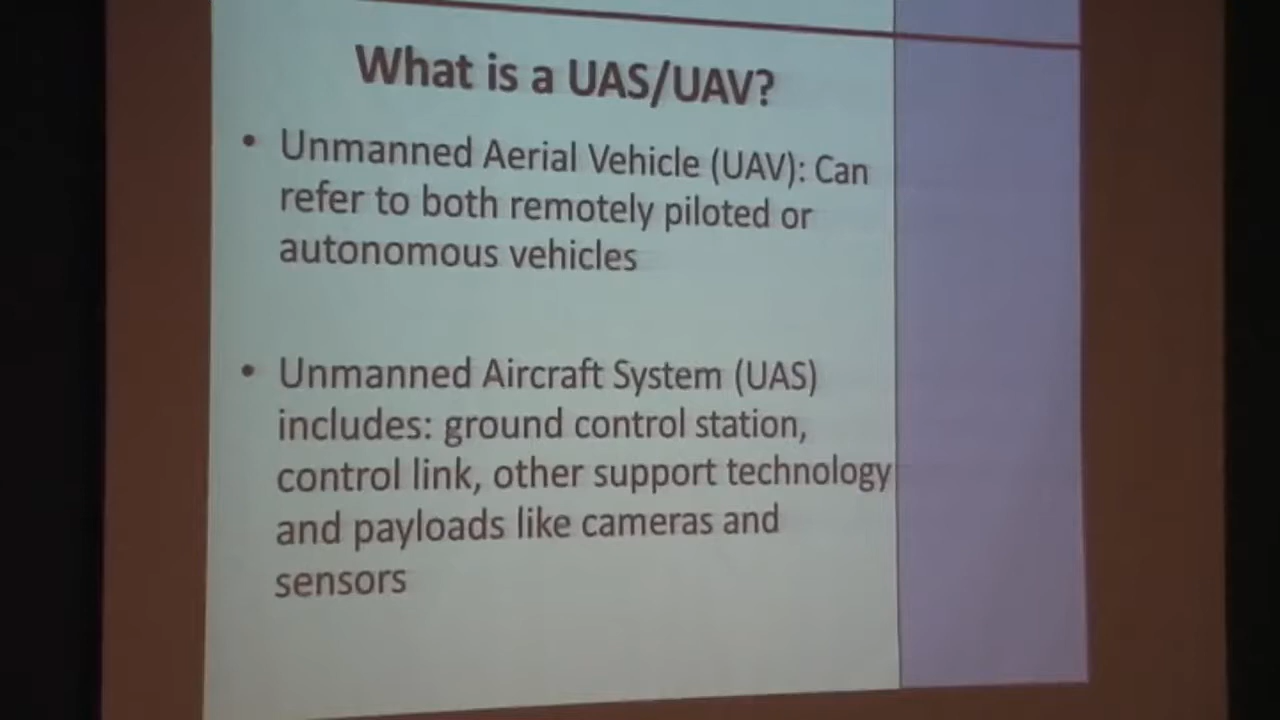 What is a UAS/UAV?
• Unmanned Aerial Vehicle (UAV): Can
refer to both remotely piloted or
autonomous vehicles
• Unmanned Aircraft System (UAS)
includes: ground control station,
control link, other support technology
and payloads like cameras and
sensors